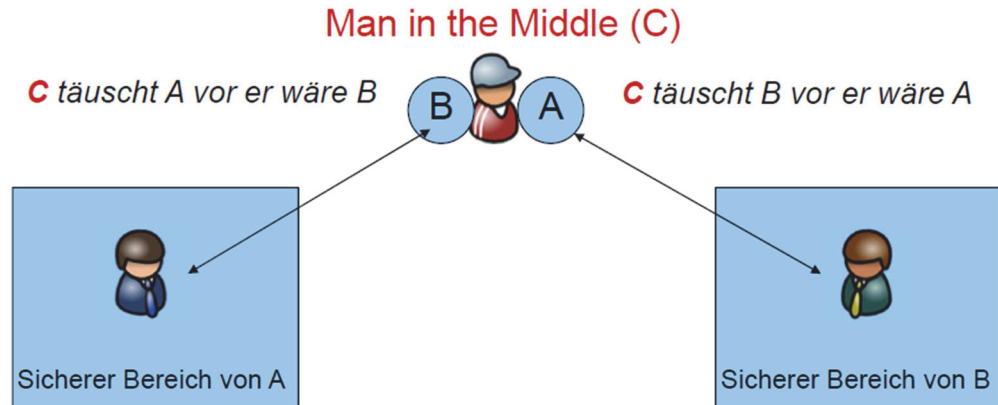 Man in the Middle (C)
C täuscht A vor er wäre B
B
A
C täuscht B vor er wäre A
Sicherer Bereich von A
Sicherer Bereich von B